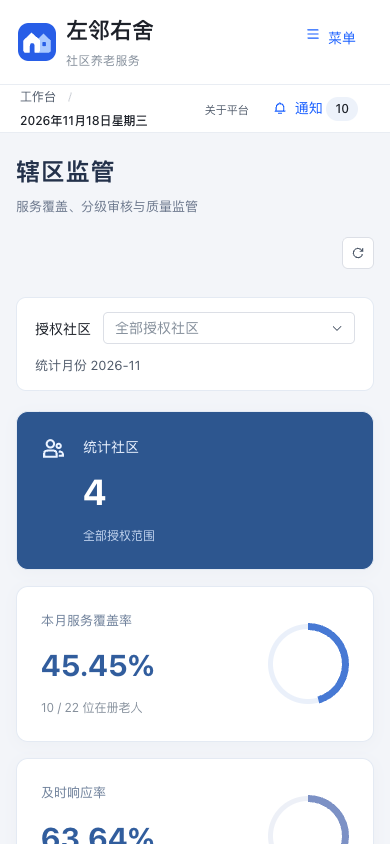 左邻右舍
社区养老服务
菜单
工作台 /
2026年11月18日星期三
关于平台
通知 10
辖区监管
服务覆盖、分级审核与质量监管
授权社区 全部授权社区
统计月份 2026-11
统计社区
4
全部授权范围
本月服务覆盖率
45.45%
10 / 22 位在册老人
及时响应率
63.64%